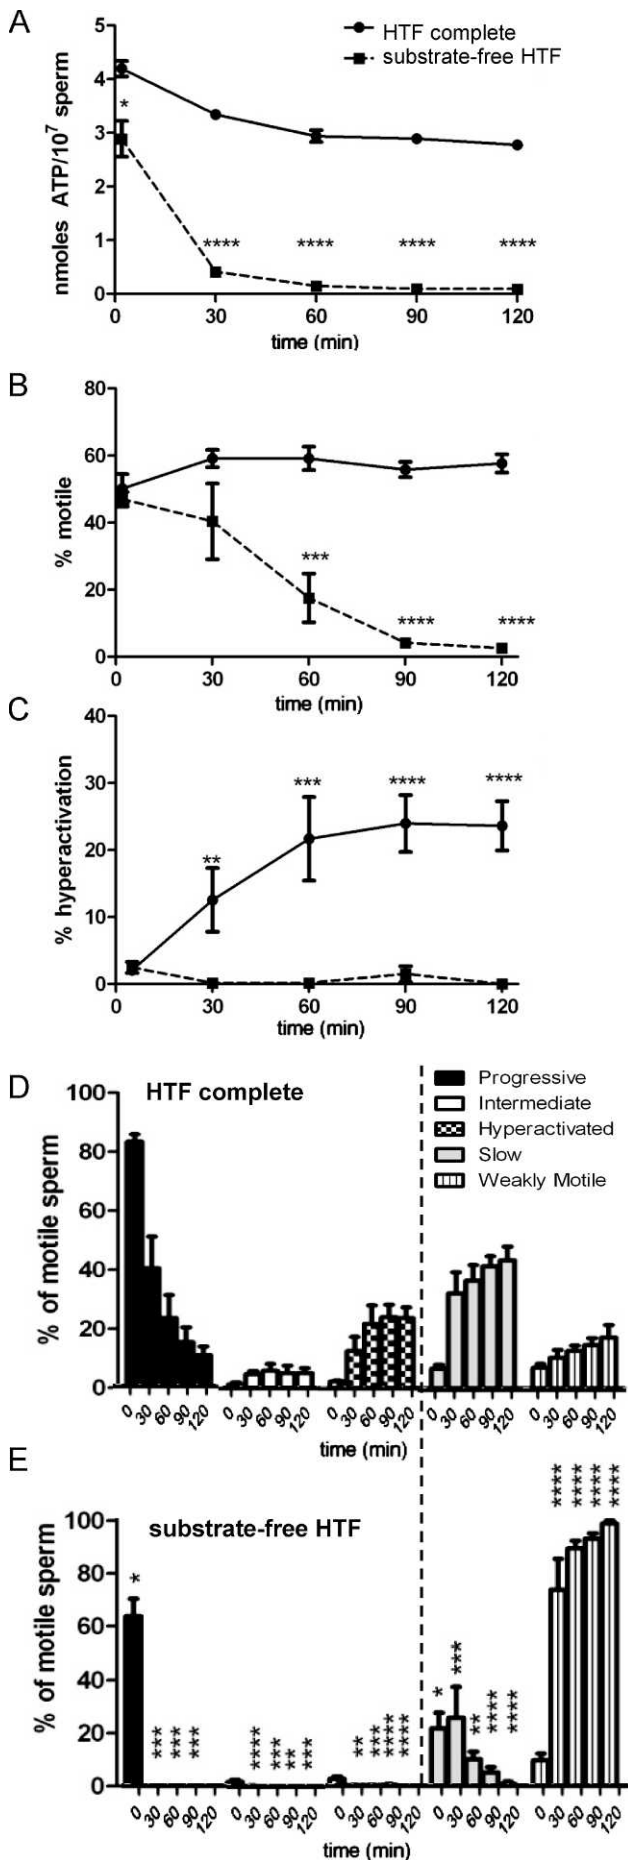 A
HTF complete
substrate-free HTF
nmoles ATP/10⁷ sperm
5
4
3
2
1
0
*
**** **** **** ****
0 30 60 90 120
time (min)
B
% motile
80
60
40
20
0
***
**** ****
0 30 60 90 120
time (min)
C
% hyperactivation
40
30
20
10
0
** *** **** ****
0 30 60 90 120
time (min)
D
HTF complete
Progressive
Intermediate
Hyperactivated
Slow
Weakly Motile
% of motile sperm
100
80
60
40
20
0
0 30 60 90 120 0 30 60 90 120 0 30 60 90 120 0 30 60 90 120 0 30 60 90 120
time (min)
E
substrate-free HTF
% of motile sperm
100
80
60
40
20
0
* *** *** *** **** *** ** *** ** *** **** **** * *** ** **** **** **** **** **** ****
0 30 60 90 120 0 30 60 90 120 0 30 60 90 120 0 30 60 90 120 0 30 60 90 120
time (min)